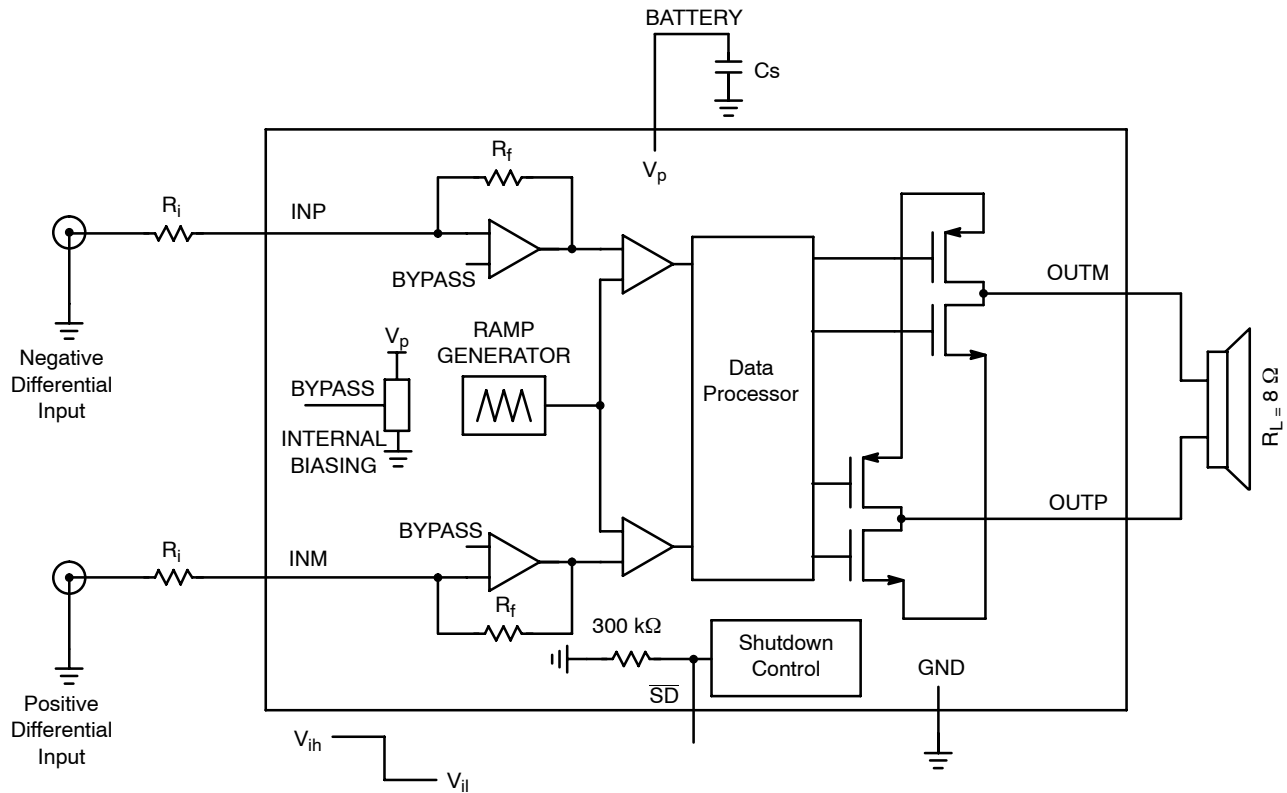 BATTERY
Cs
V_p
R_f
R_i
INP
BYPASS
OUTM
Negative
Differential
Input
V_p
BYPASS
INTERNAL
BIASING
RAMP
GENERATOR
Data
Processor
R_L = 8 Ω
OUTP
BYPASS
R_i
INM
R_f
300 kΩ
Shutdown
Control
S̅D̅
GND
Positive
Differential
Input
V_ih
V_il